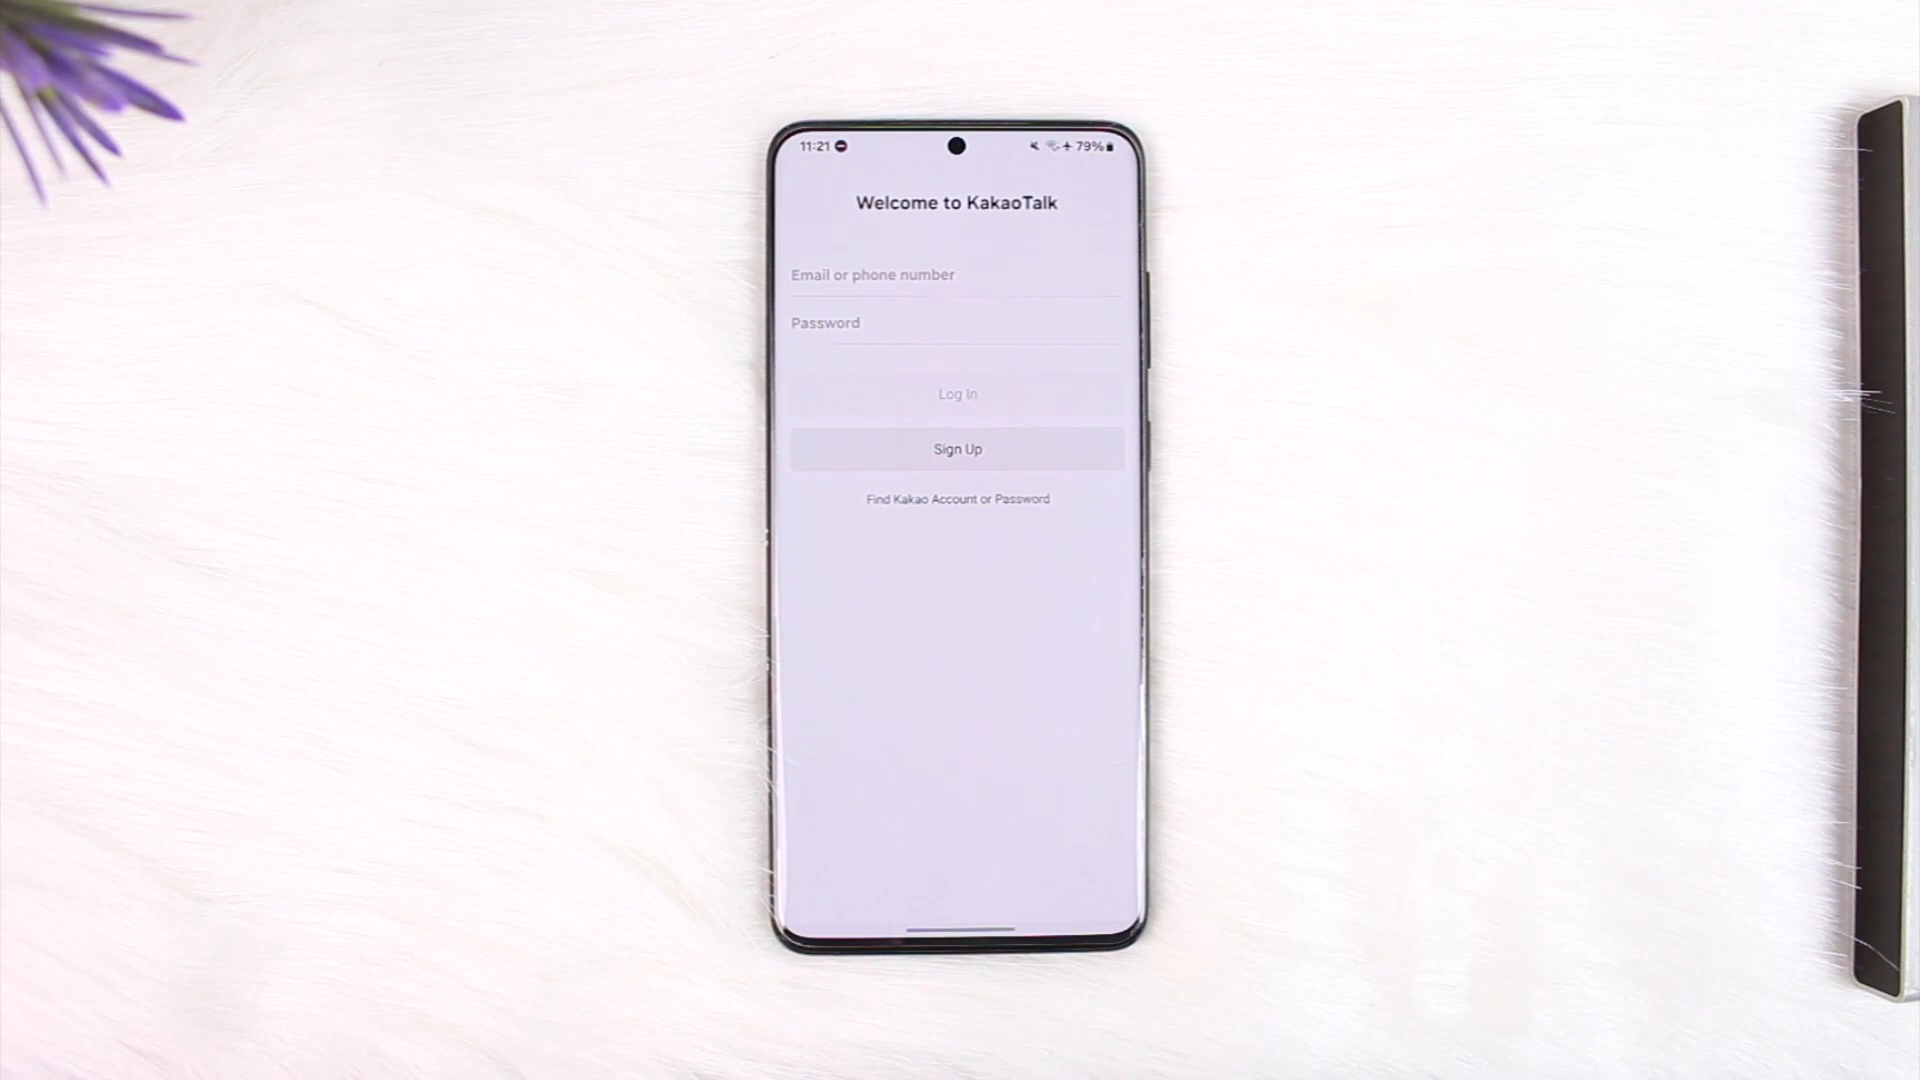 11:21 79%
Welcome to KakaoTalk
Email or phone number
Password
Log In
Sign Up
Find Kakao Account or Password